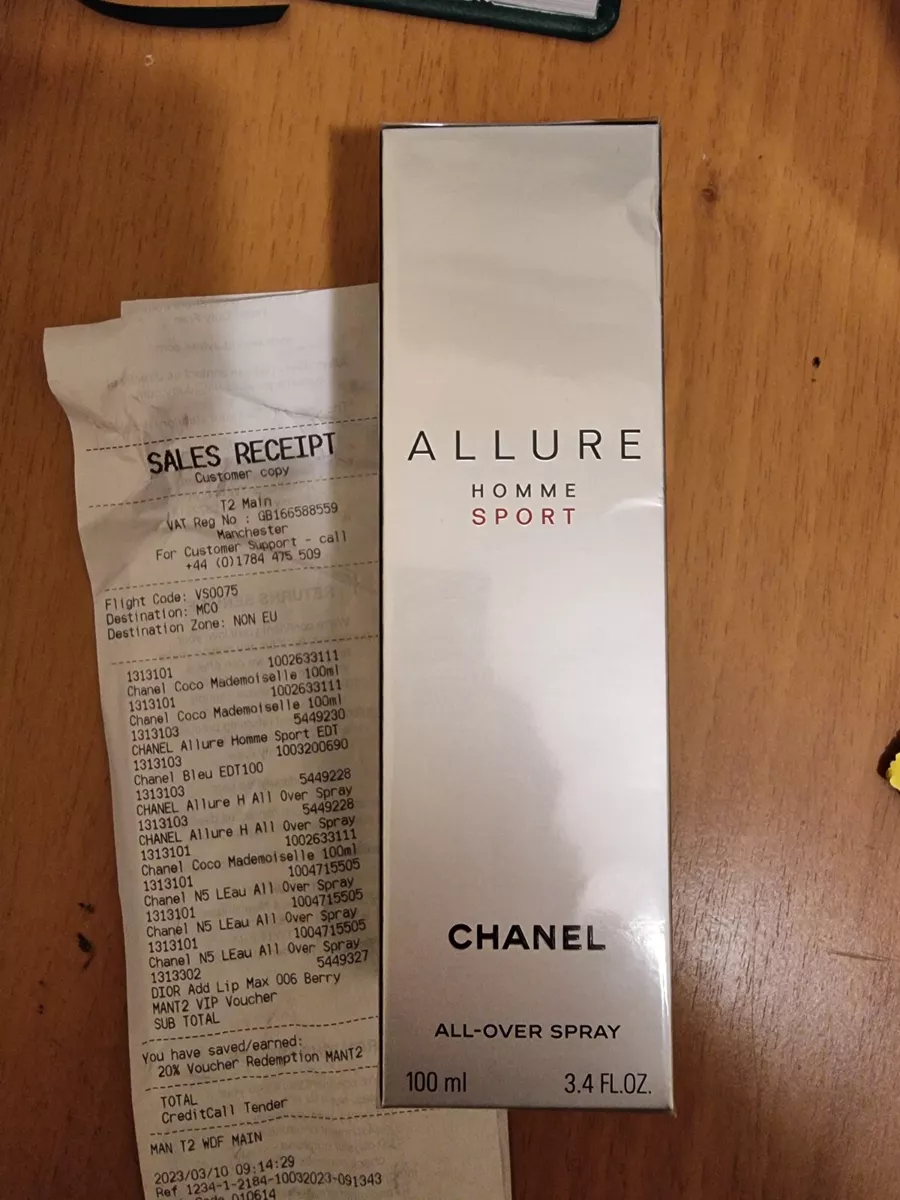 SALES RECEIPT
Customer copy
T2 Main
VAT Reg No : GB166588559
Manchester
For Customer Support - call
+44 (0)1784 475 509
Flight Code: VS0075
Destination: MCO
Destination Zone: NON EU
1313101 1002633111
Chanel Coco Mademoiselle 100ml
1313101 1002633111
Chanel Coco Mademoiselle 100ml
1313103 5449230
CHANEL Allure Homme Sport EDT
1313103 1003200690
Chanel Bleu EDT100
1313103 5449228
CHANEL Allure H All Over Spray
1313103 5449228
CHANEL Allure H All Over Spray
1313101 1002633111
Chanel Coco Mademoiselle 100ml
1313101 1004715505
Chanel N5 LEau All Over Spray
1313101 1004715505
Chanel N5 LEau All Over Spray
1313101 1004715505
Chanel N5 LEau All Over Spray
1313302 5449327
DIOR Add Lip Max 006 Berry
MANT2 VIP Voucher
SUB TOTAL
You have saved/earned:
20% Voucher Redemption MANT2
TOTAL
CreditCall Tender
MAN T2 WDF MAIN
2023/03/10 09:14:29
Ref 1234-1-2184-10032023-091343
010614
ALLURE
HOMME
SPORT
CHANEL
ALL-OVER SPRAY
100 ml 3.4 FL.OZ.